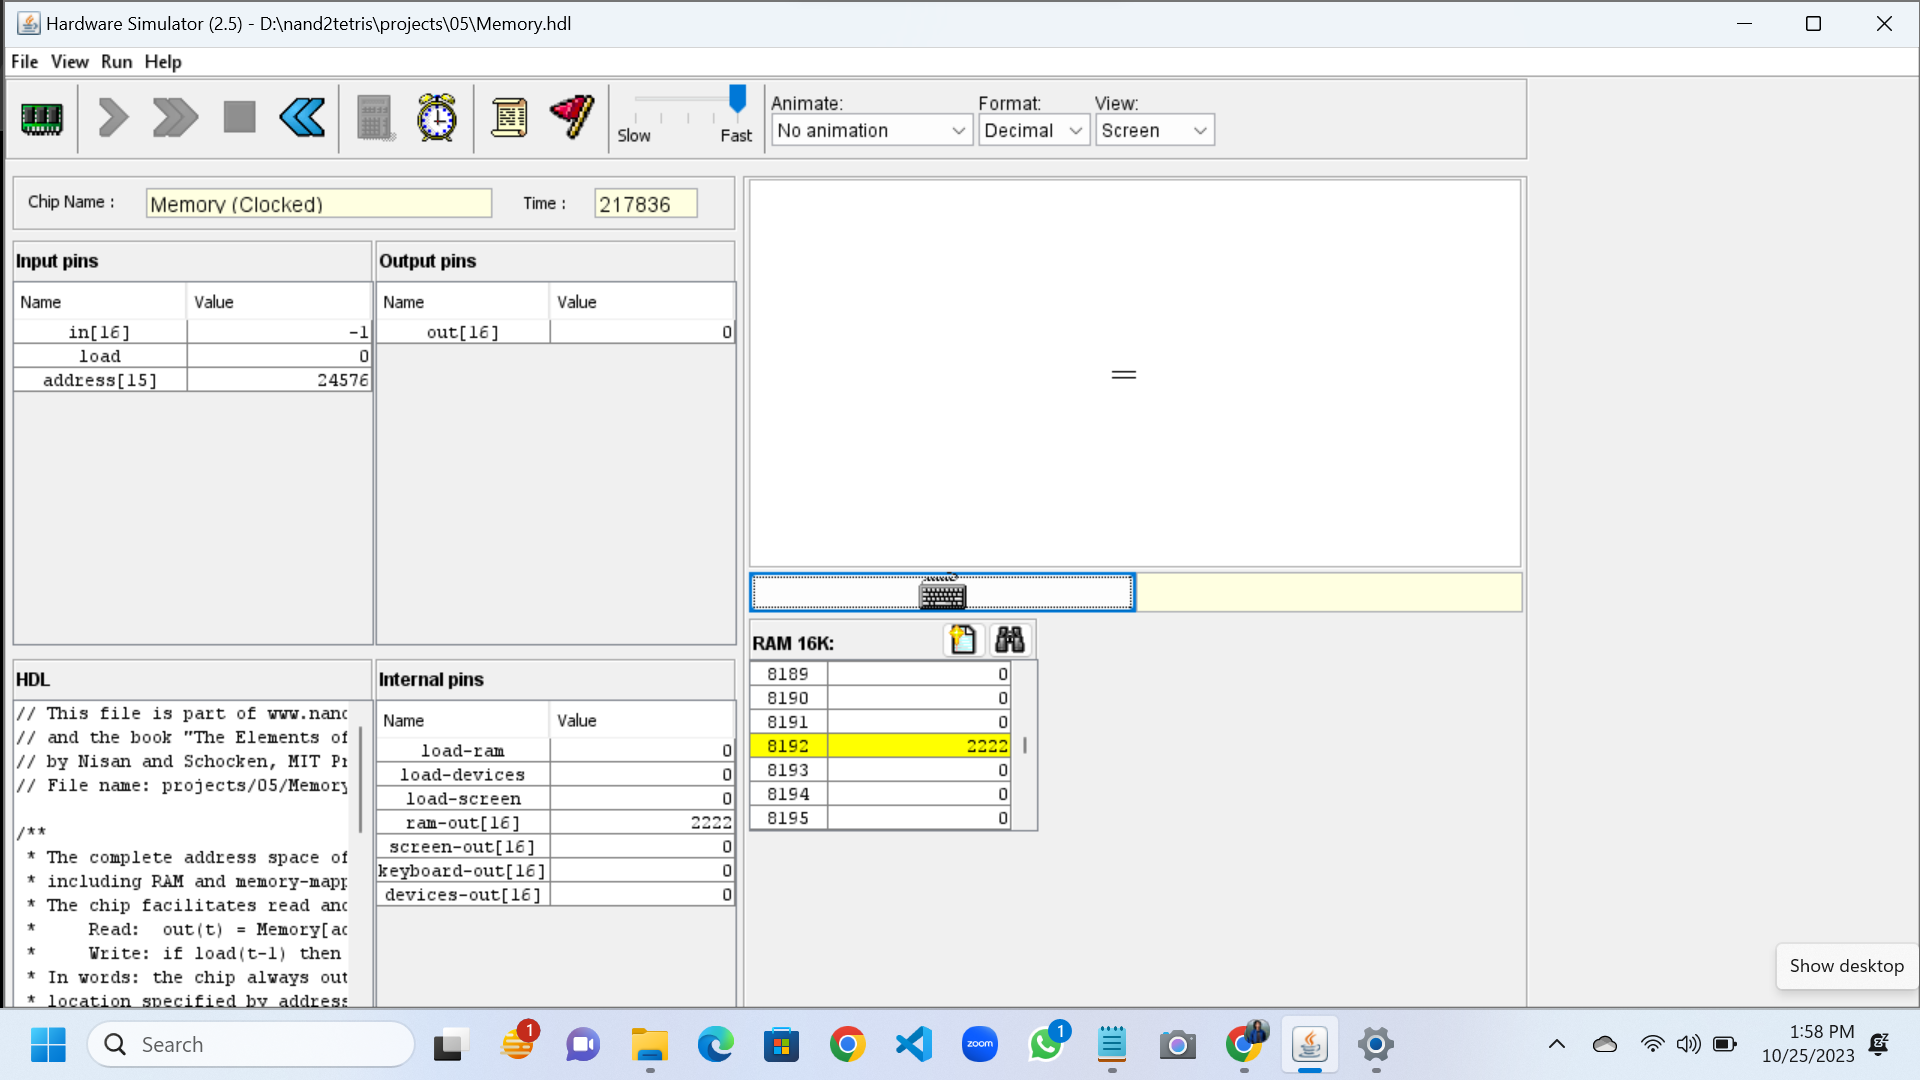 Hardware Simulator (2.5) - D:\nand2tetris\projects\05\Memory.hdl
File View Run Help
Slow Fast
Animate: Format: View:
No animation Decimal Screen
Chip Name : Memory (Clocked) Time : 217836
Input pins
Name Value
in[16] -1
load 0
address[15] 24576
Output pins
Name Value
out[16] 0
HDL
// This file is part of www.nand
// and the book "The Elements of
// by Nisan and Schocken, MIT Pr
// File name: projects/05/Memory
/**
* The complete address space of
* including RAM and memory-mapp
* The chip facilitates read and
* Read: out(t) = Memory[ad
* Write: if load(t-1) then
* In words: the chip always out
* location specified by address
Internal pins
Name Value
load-ram 0
load-devices 0
load-screen 0
ram-out[16] 2222
screen-out[16] 0
keyboard-out[16] 0
devices-out[16] 0
RAM 16K:
8189 0
8190 0
8191 0
8192 2222
8193 0
8194 0
8195 0
Show desktop
Search
1
zoom
1
1:58 PM
10/25/2023